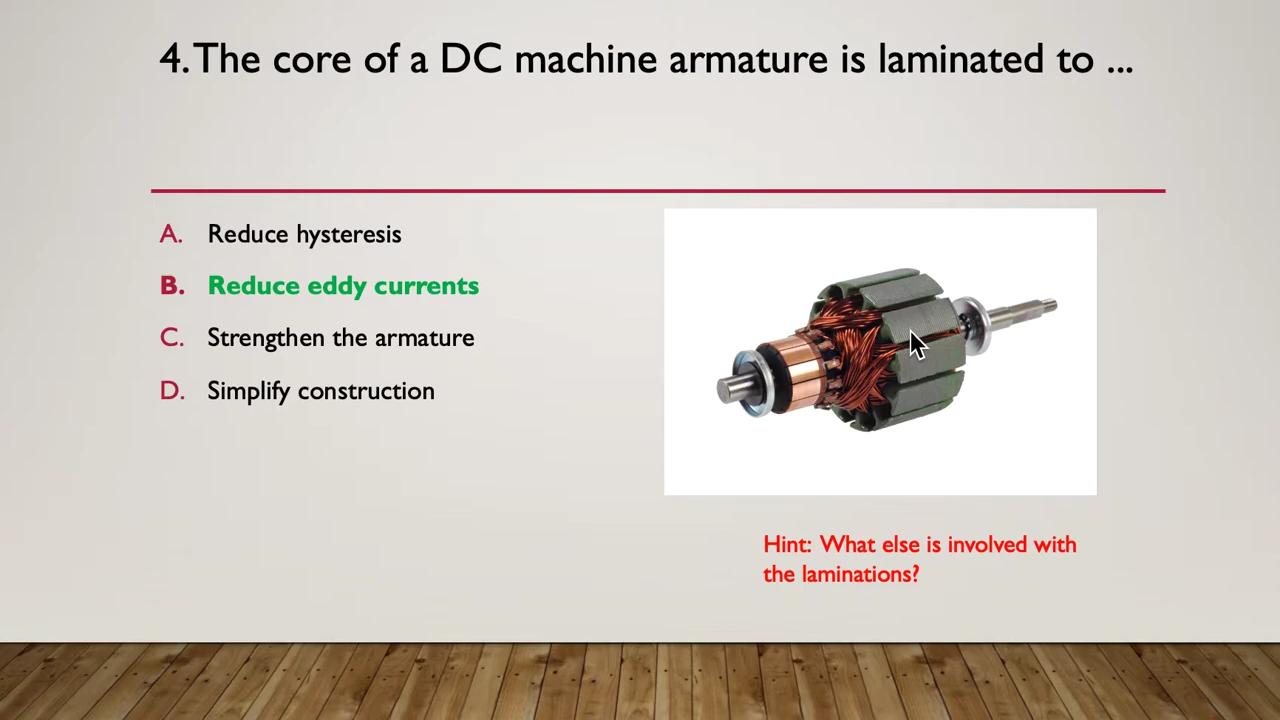 4. The core of a DC machine armature is laminated to ...
A. Reduce hysteresis
B. Reduce eddy currents
C. Strengthen the armature
D. Simplify construction
Hint: What else is involved with
the laminations?